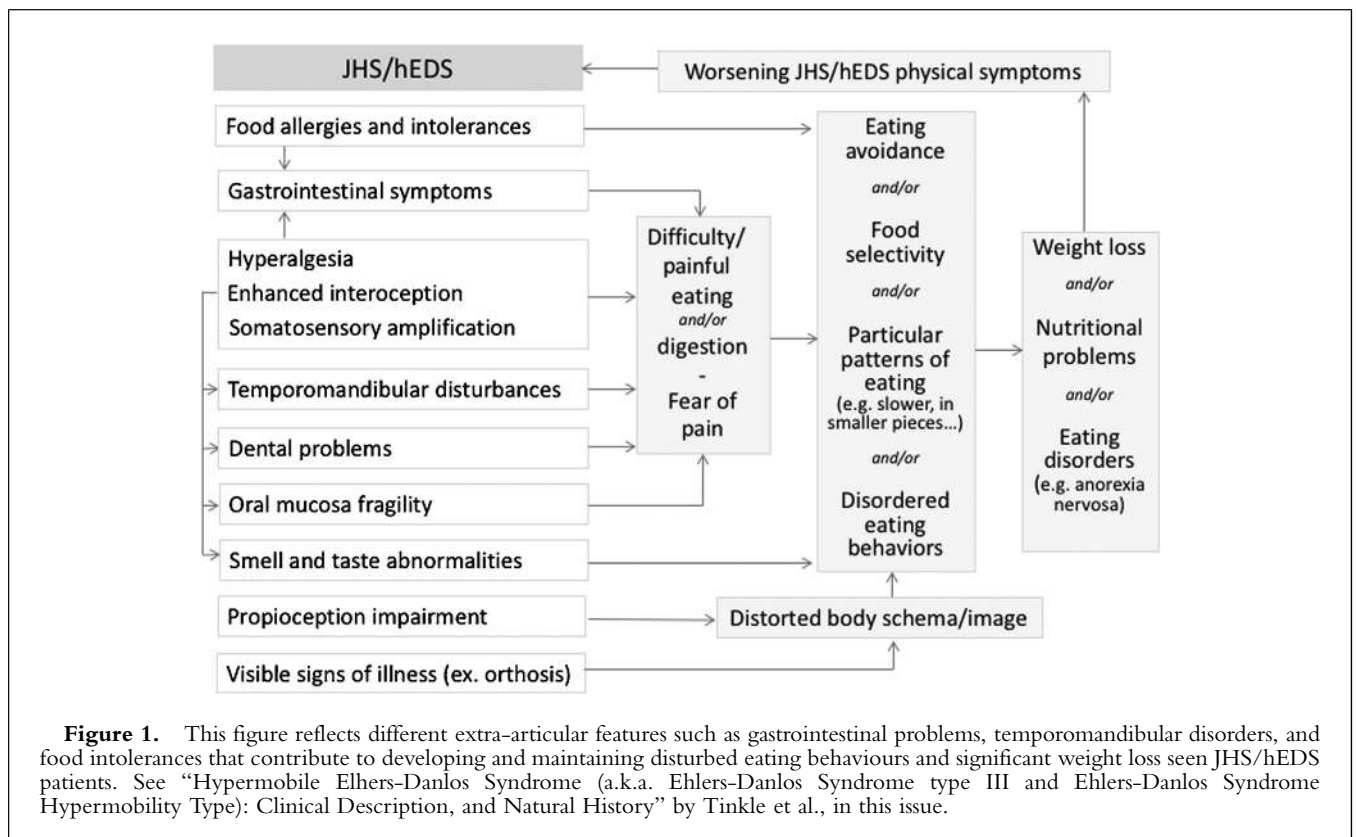 JHS/hEDS
Worsening JHS/hEDS physical symptoms
Food allergies and intolerances
Gastrointestinal symptoms
Hyperalgesia
Enhanced interoception
Somatosensory amplification
Temporomandibular disturbances
Dental problems
Oral mucosa fragility
Smell and taste abnormalities
Propioception impairment
Visible signs of illness (ex. orthosis)
Difficulty/
painful
eating
and/or
digestion
-
Fear of
pain
Eating
avoidance
and/or
Food
selectivity
and/or
Particular
patterns of
eating
(e.g. slower, in
smaller pieces...)
and/or
Disordered
eating
behaviors
Distorted body schema/image
Weight loss
and/or
Nutritional
problems
and/or
Eating
disorders
(e.g. anorexia
nervosa)
Figure 1. This figure reflects different extra-articular features such as gastrointestinal problems, temporomandibular disorders, and
food intolerances that contribute to developing and maintaining disturbed eating behaviours and significant weight loss seen JHS/hEDS
patients. See “Hypermobile Elhers-Danlos Syndrome (a.k.a. Ehlers-Danlos Syndrome type III and Ehlers-Danlos Syndrome
Hypermobility Type): Clinical Description, and Natural History” by Tinkle et al., in this issue.